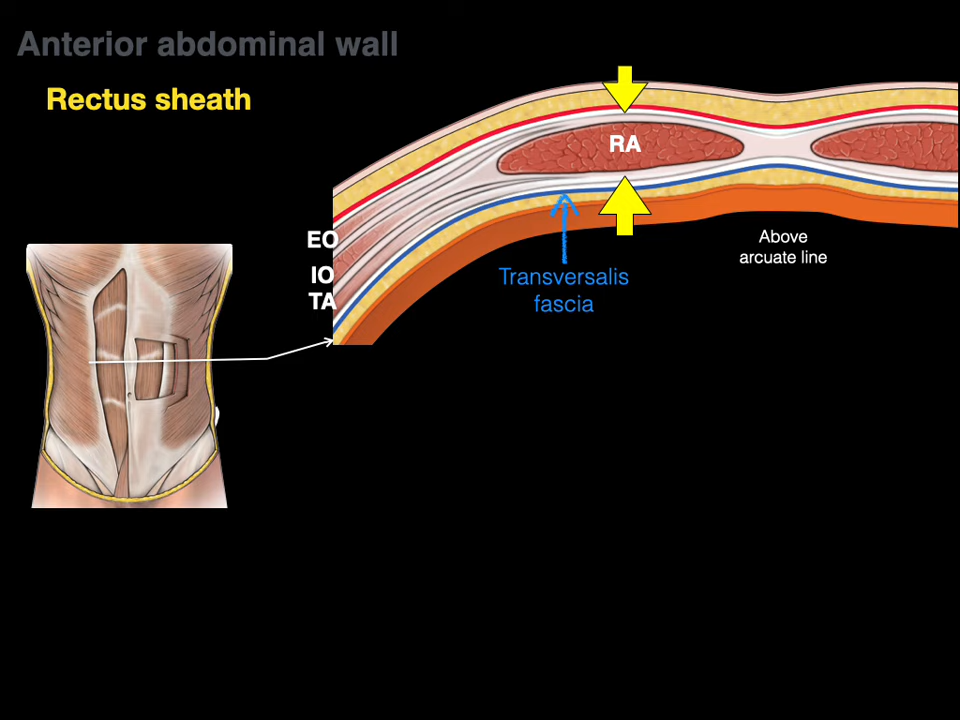 Anterior abdominal wall
Rectus sheath
RA
EO
IO
TA
Above
arcuate line
Transversalis
fascia